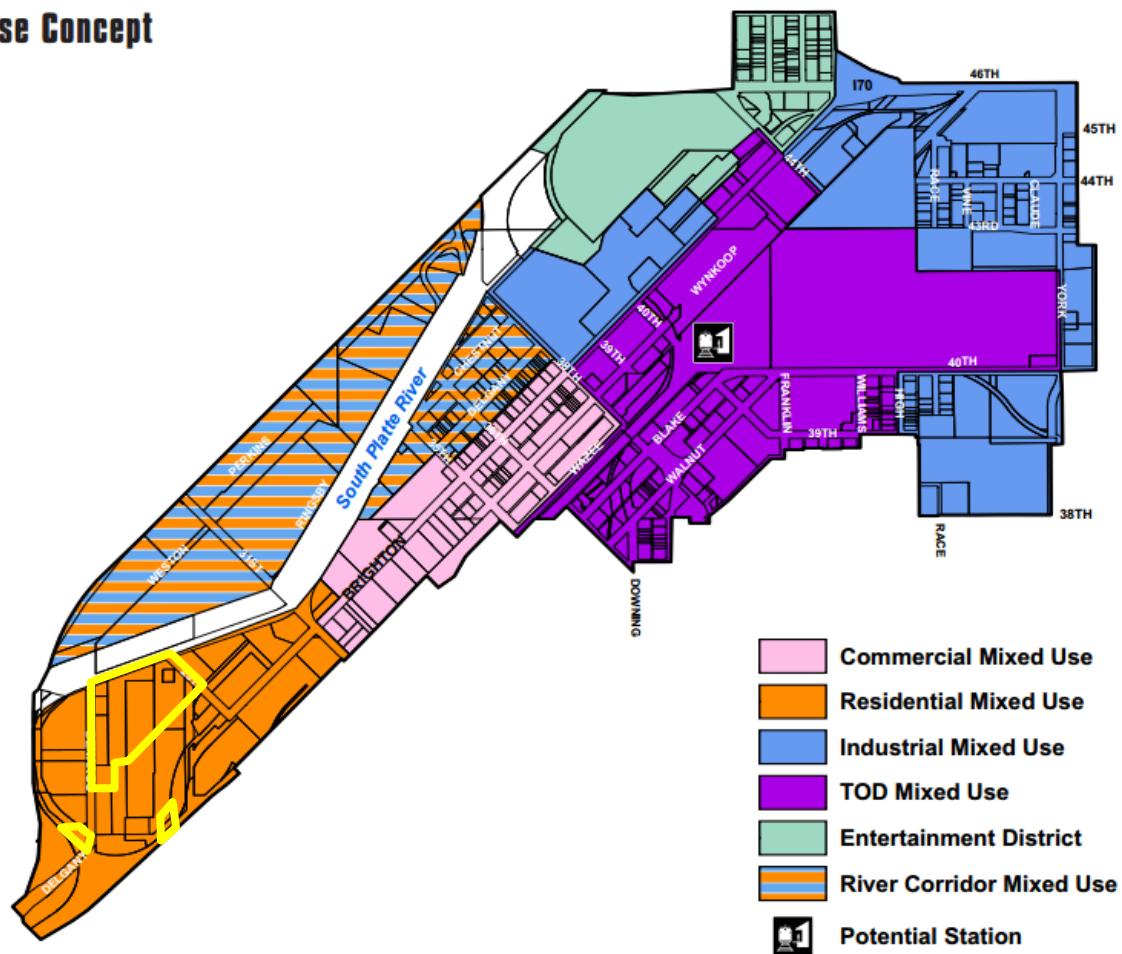 se Concept
I70
46TH
45TH
44TH
44TH
RACE
VINE
CLAUDE
43RD
WYNKOOP
YORK
40TH
39TH
40TH
CHESTNUT
38TH
DELGANY
FRANKLIN
WILLIAMS
HIGH
BLAKE
39TH
WAZEE
WALNUT
South Platte River
PERKINS
RINGSBY
38TH
RACE
31ST
WESTON
BRIGHTON
DOWNING
DELGANY
Commercial Mixed Use
Residential Mixed Use
Industrial Mixed Use
TOD Mixed Use
Entertainment District
River Corridor Mixed Use
Potential Station